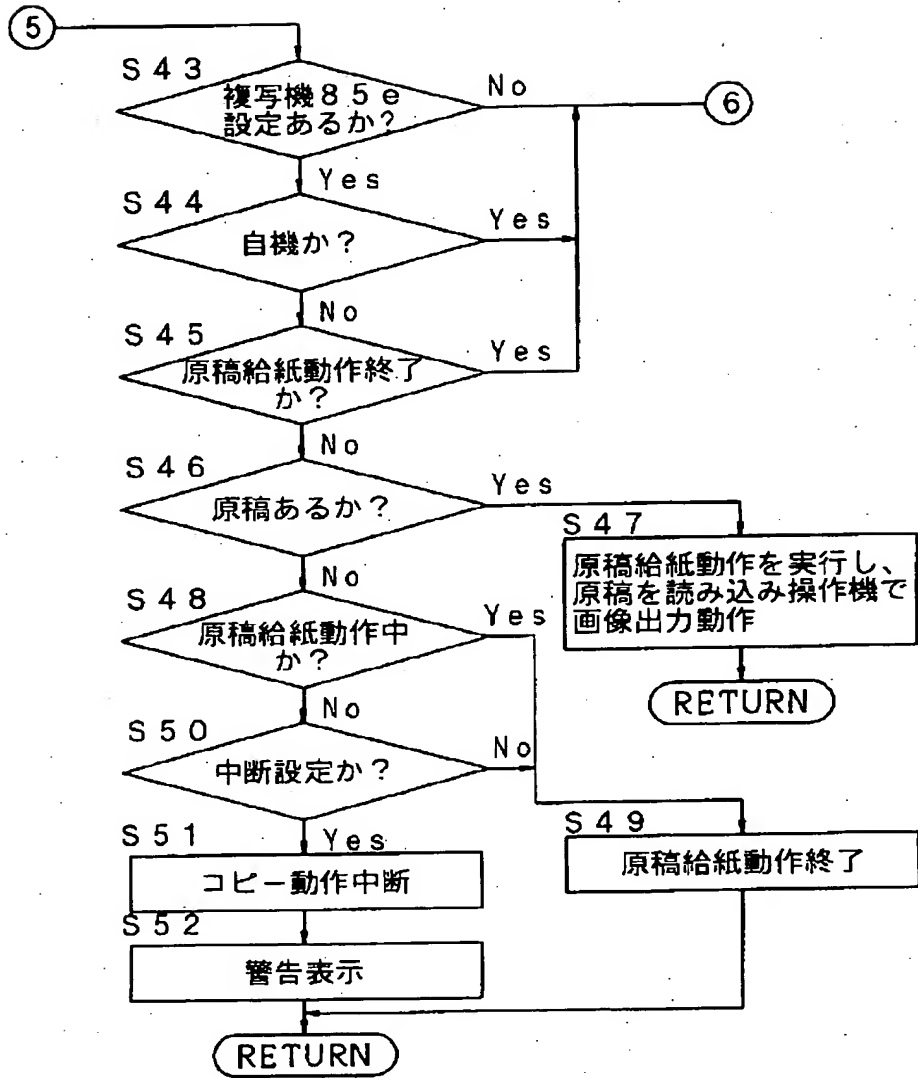 5
S43
複写機85e
設定あるか?
No
6
Yes
S44
自機か?
Yes
No
S45
原稿給紙動作終了
か?
Yes
No
S46
原稿あるか?
Yes
S47
原稿給紙動作を実行し、
原稿を読み込み操作機で
画像出力動作
RETURN
No
S48
原稿給紙動作中
か?
Yes
No
S50
中断設定か?
No
S49
原稿給紙動作終了
Yes
S51
コピー動作中断
S52
警告表示
RETURN